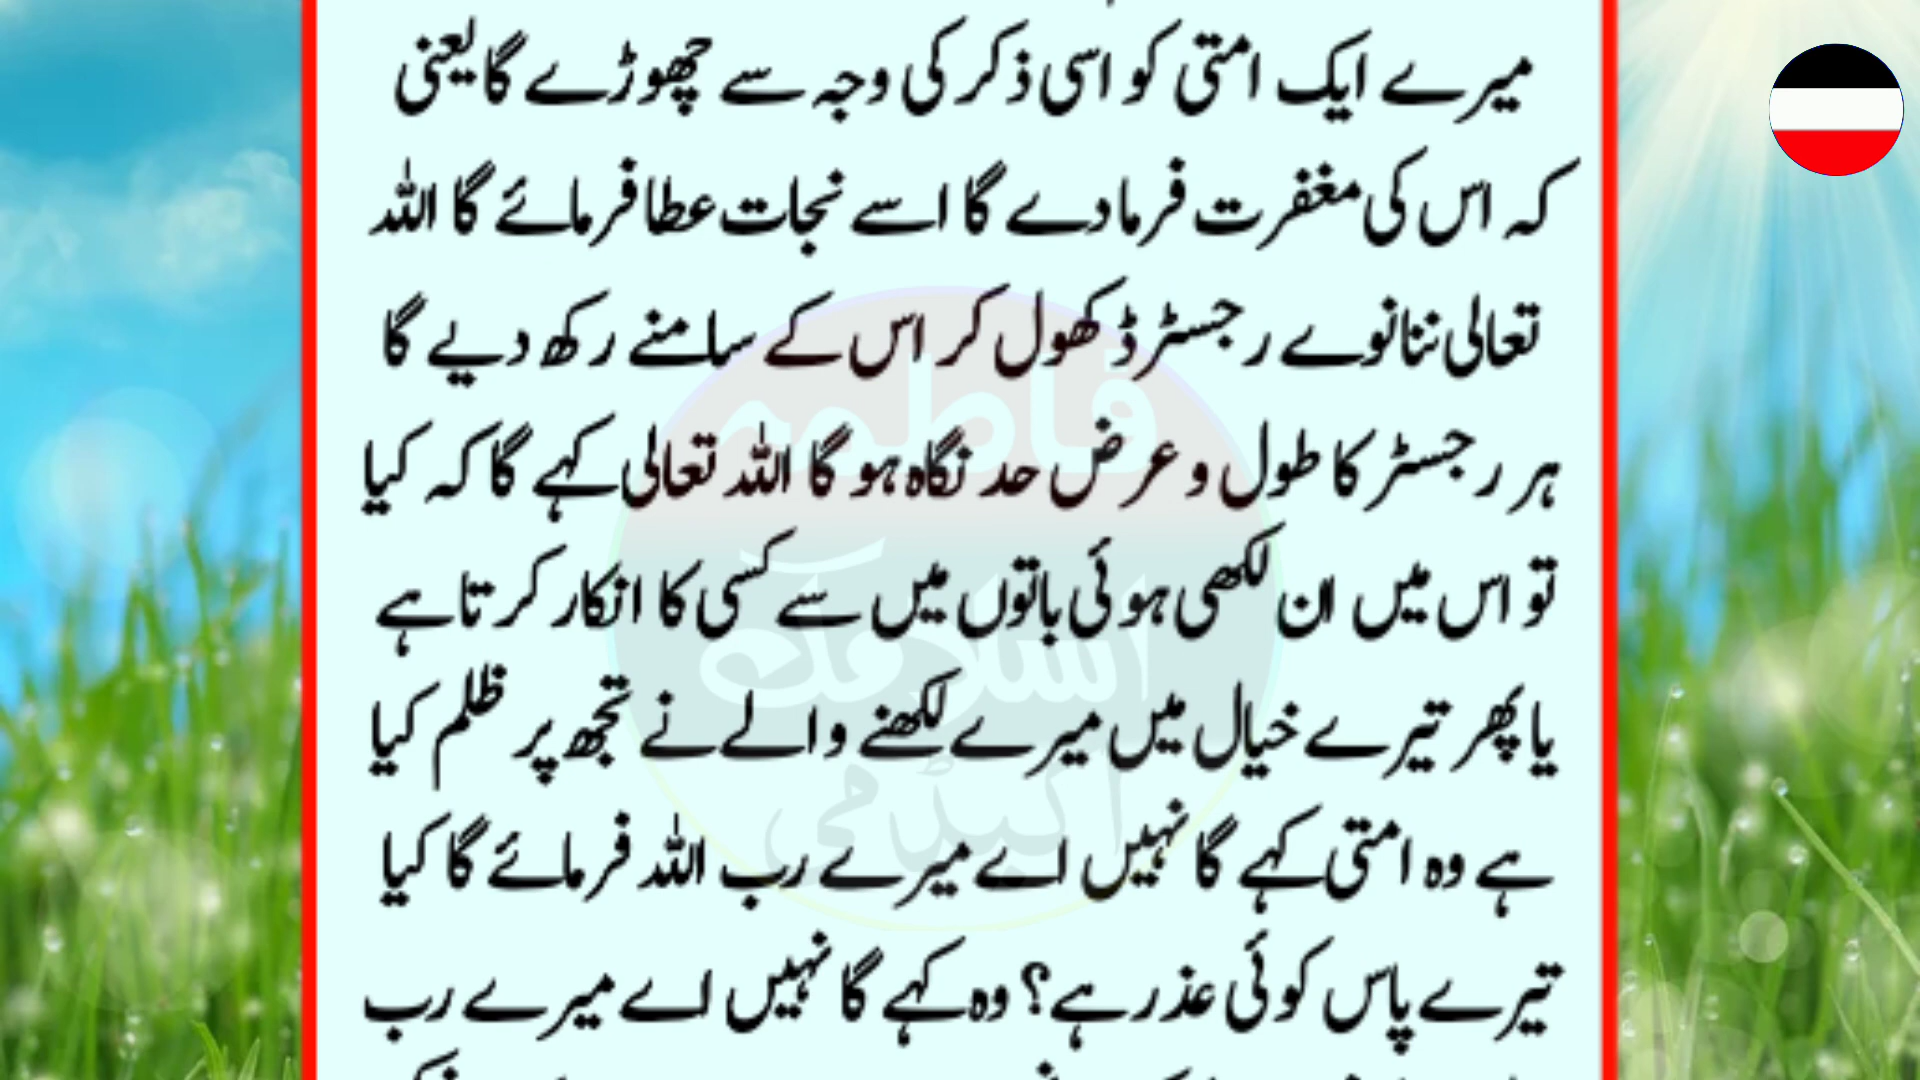 میرے ایک امتی کو اسی ذکر کی وجہ سے چھوڑے گا یعنی
کہ اس کی مغفرت فرمادے گا اسے نجات عطا فرمائے گا اللہ
تعالی ننانوے رجسٹرڈ کھول کر اس کے سامنے رکھ دیے گا
ہر رجسٹر کا طول و عرض حد نگاہ ہو گا اللہ تعالی کہے گا کہ کیا
تو اس میں ان لکھی ہوئی باتوں میں سے کسی کا انکار کرتا ہے
یا پھر تیرے خیال میں میرے لکھنے والے نے تجھ پر ظلم کیا
ہے وہ امتی کہے گا نہیں اے میرے رب اللہ فرمائے گا کیا
تیرے پاس کوئی عذر ہے؟ وہ کہے گا نہیں اے میرے رب
فاطمہ
اسلامک
اکیڈمی